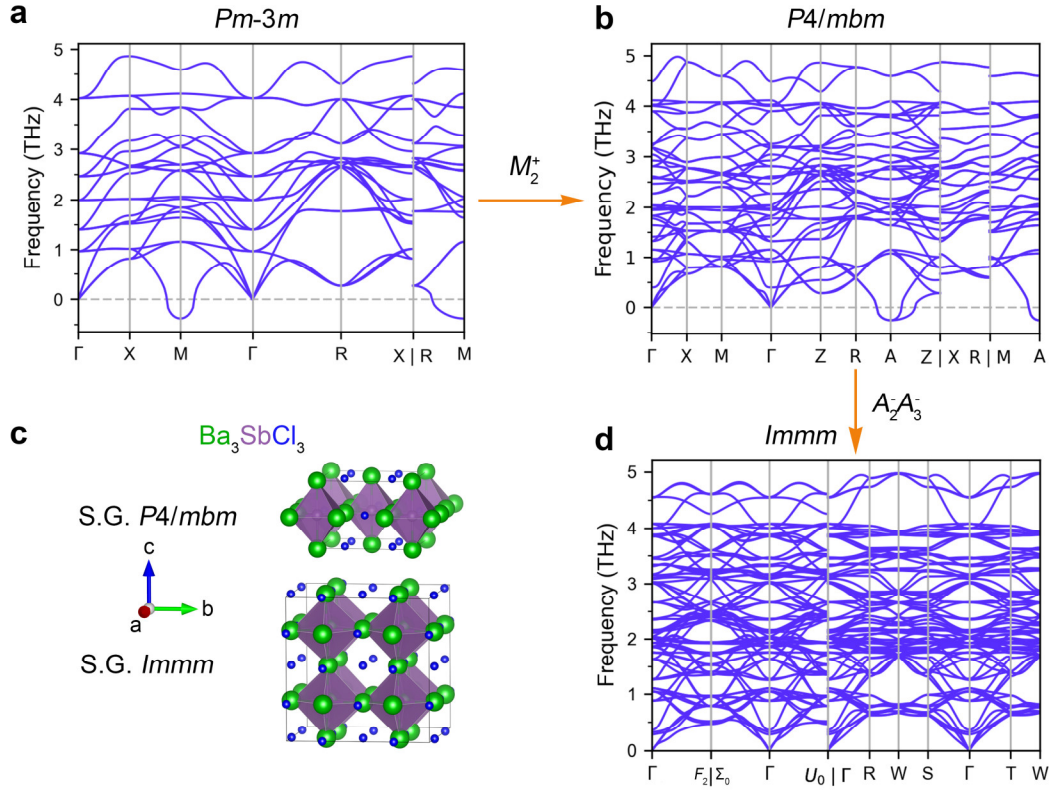 a
Pm-3m
Frequency (THz)
5
4
3
2
1
0
Γ X M Γ R X|R M
M₂⁺
b
P4/mbm
Frequency (THz)
5
4
3
2
1
0
Γ X M Γ Z R A Z|X R|M A
A₂⁻A₃⁻
c
Ba₃SbCl₃
S.G. P4/mbm
c
b
a
S.G. Immm
d
Immm
Frequency (THz)
5
4
3
2
1
0
Γ F₂|Σ₀ Γ U₀|Γ R W S Γ T W